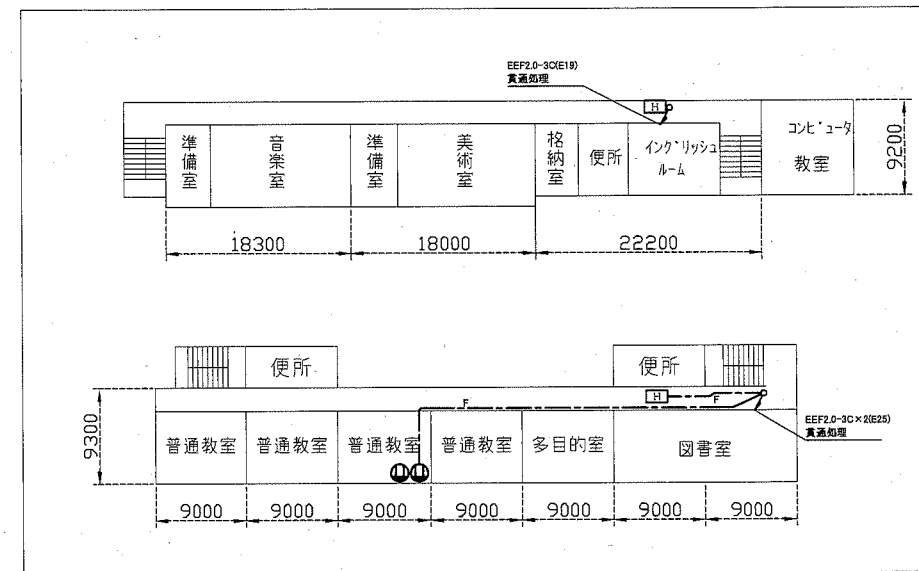 EEF2.0-3C(E19)
貫通処理
H
準備室
音楽室
準備室
美術室
格納室
便所
イングリッシュ
ルーム
コンピュータ
教室
9200
18300
18000
22200
便所
便所
H
F
F
EEF2.0-3C×2(E25)
貫通処理
9300
普通教室
普通教室
普通教室
普通教室
多目的室
図書室
9000
9000
9000
9000
9000
9000
9000